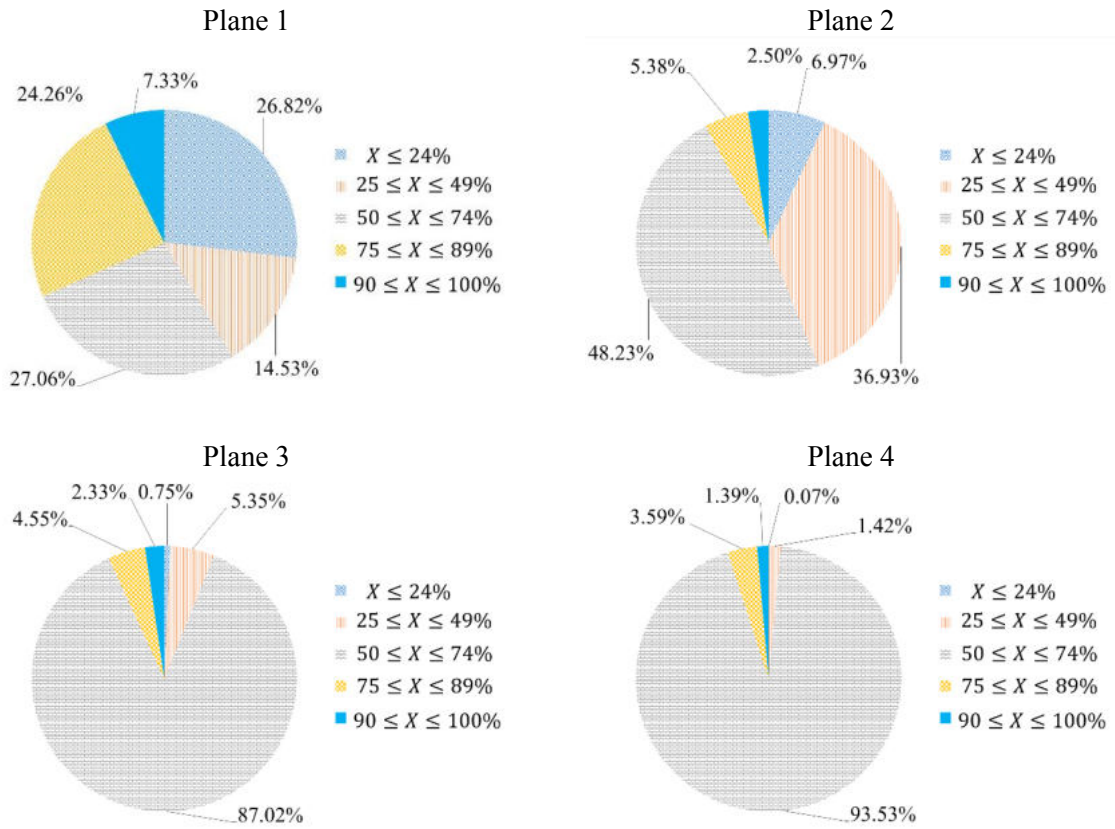 Plane 1
7.33%
24.26%
26.82%
X ≤ 24%
25 ≤ X ≤ 49%
50 ≤ X ≤ 74%
75 ≤ X ≤ 89%
90 ≤ X ≤ 100%
27.06%
14.53%
Plane 2
2.50%
5.38%
6.97%
X ≤ 24%
25 ≤ X ≤ 49%
50 ≤ X ≤ 74%
75 ≤ X ≤ 89%
90 ≤ X ≤ 100%
48.23%
36.93%
Plane 3
2.33% 0.75%
4.55%
5.35%
X ≤ 24%
25 ≤ X ≤ 49%
50 ≤ X ≤ 74%
75 ≤ X ≤ 89%
90 ≤ X ≤ 100%
87.02%
Plane 4
1.39%
0.07%
3.59%
1.42%
X ≤ 24%
25 ≤ X ≤ 49%
50 ≤ X ≤ 74%
75 ≤ X ≤ 89%
90 ≤ X ≤ 100%
93.53%